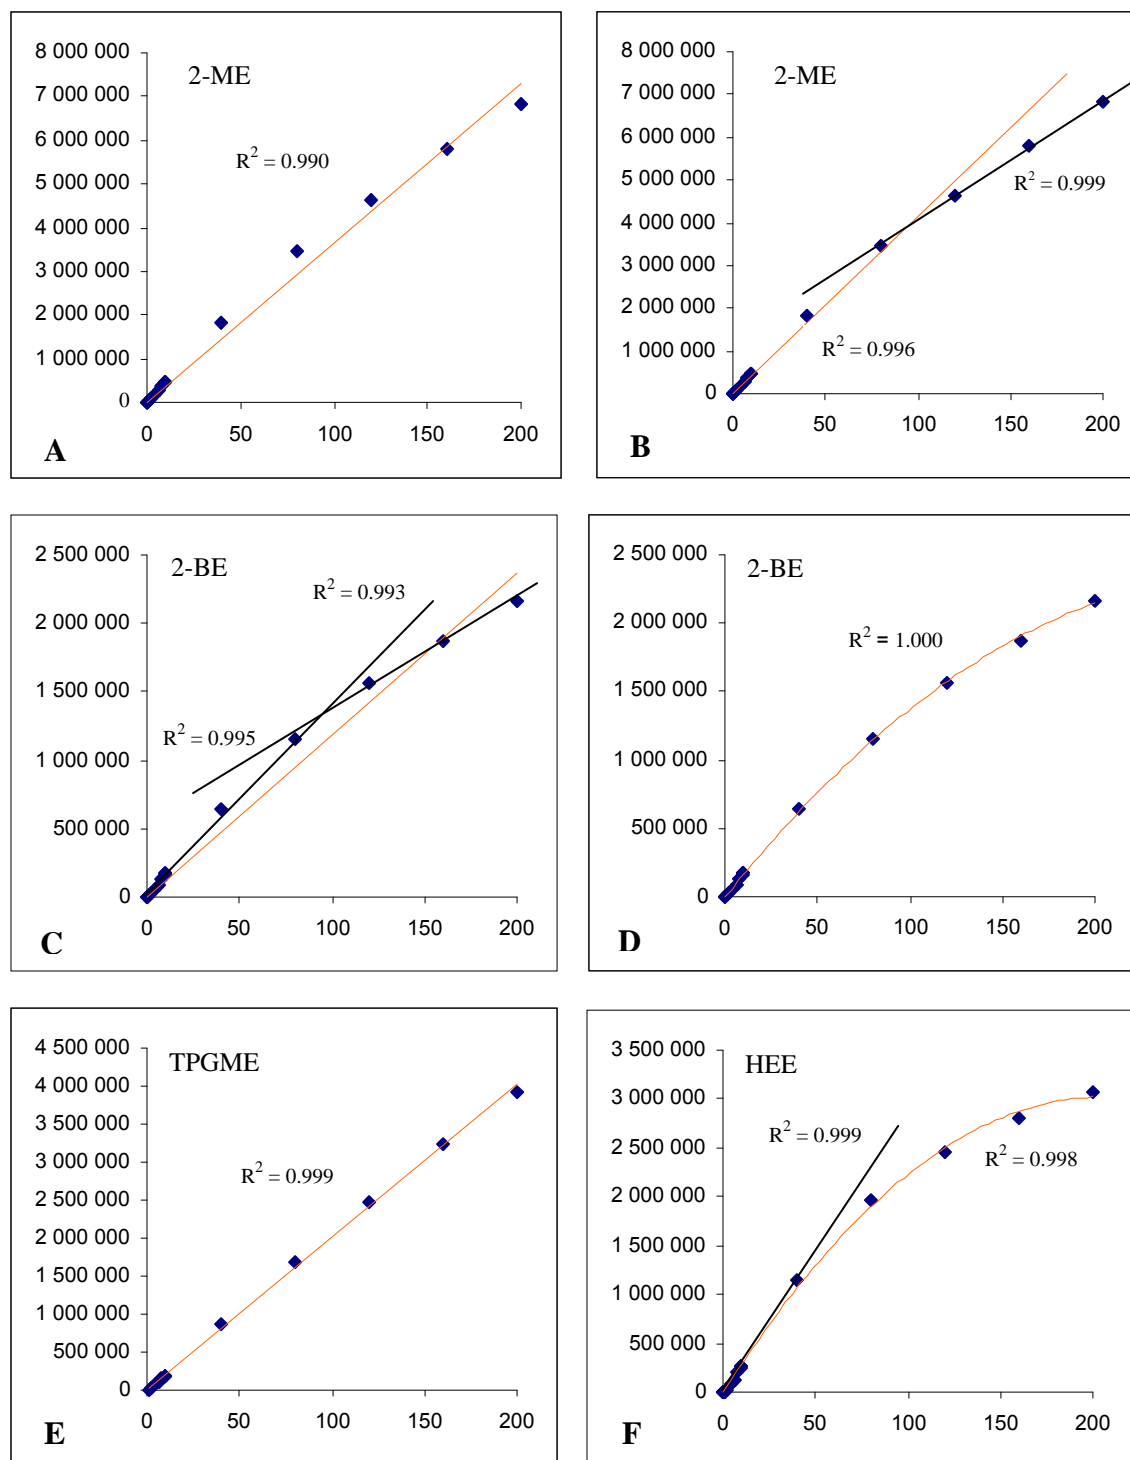 8 000 000
7 000 000
6 000 000
5 000 000
4 000 000
3 000 000
2 000 000
1 000 000
0
2-ME
R² = 0.990
0 50 100 150 200
A
8 000 000
7 000 000
6 000 000
5 000 000
4 000 000
3 000 000
2 000 000
1 000 000
0
2-ME
R² = 0.999
R² = 0.996
0 50 100 150 200
B
2 500 000
2 000 000
1 500 000
1 000 000
500 000
0
2-BE
R² = 0.993
R² = 0.995
0 50 100 150 200
C
2 500 000
2 000 000
1 500 000
1 000 000
500 000
0
2-BE
R² = 1.000
0 50 100 150 200
D
4 500 000
4 000 000
3 500 000
3 000 000
2 500 000
2 000 000
1 500 000
1 000 000
500 000
0
TPGME
R² = 0.999
0 50 100 150 200
E
3 500 000
3 000 000
2 500 000
2 000 000
1 500 000
1 000 000
500 000
0
HEE
R² = 0.999
R² = 0.998
0 50 100 150 200
F